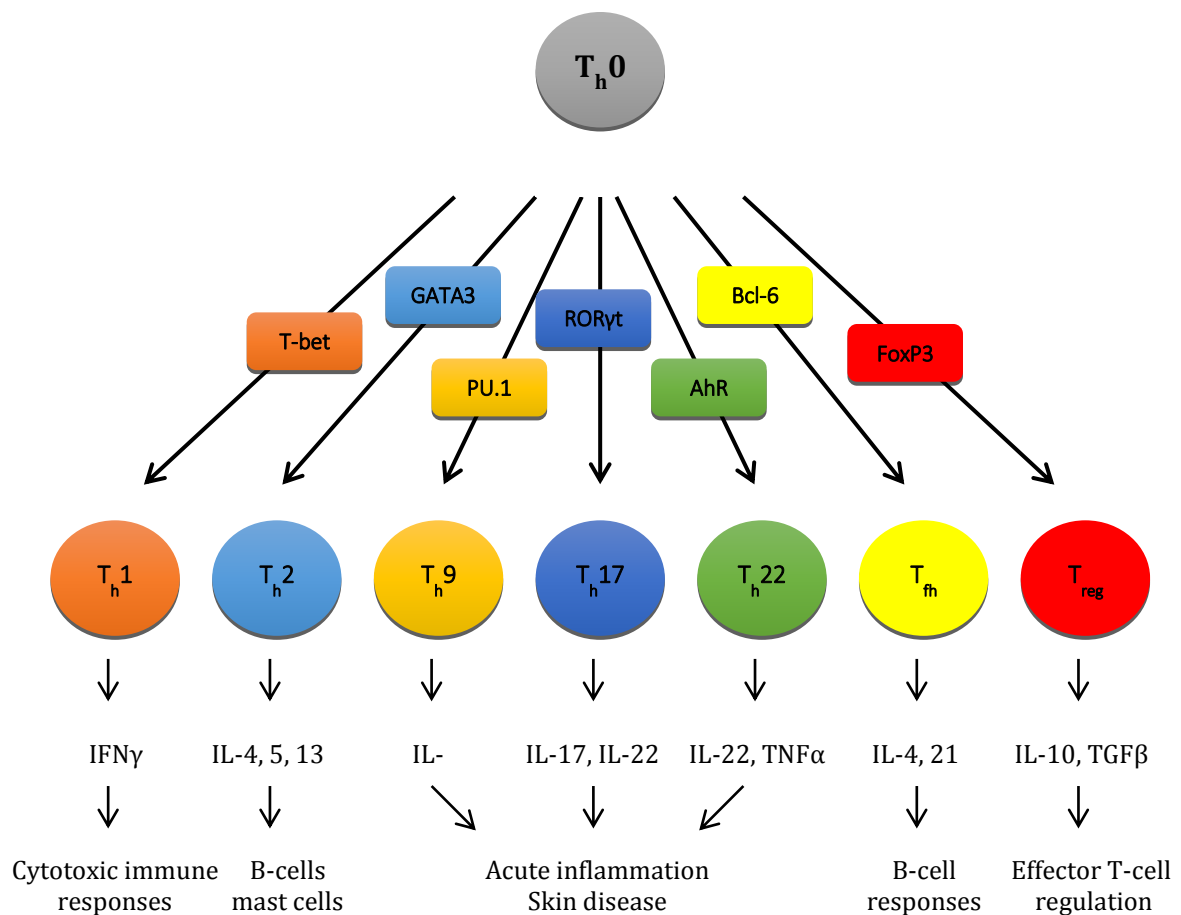 Th0
GATA3
Bcl-6
RORγt
T-bet
FoxP3
PU.1
AhR
Th1
Th2
Th9
Th17
Th22
Tfh
Treg
IFNγ
IL-4, 5, 13
IL-
IL-17, IL-22
IL-22, TNFα
IL-4, 21
IL-10, TGFβ
Cytotoxic immune
responses
B-cells
mast cells
Acute inflammation
Skin disease
B-cell
responses
Effector T-cell
regulation